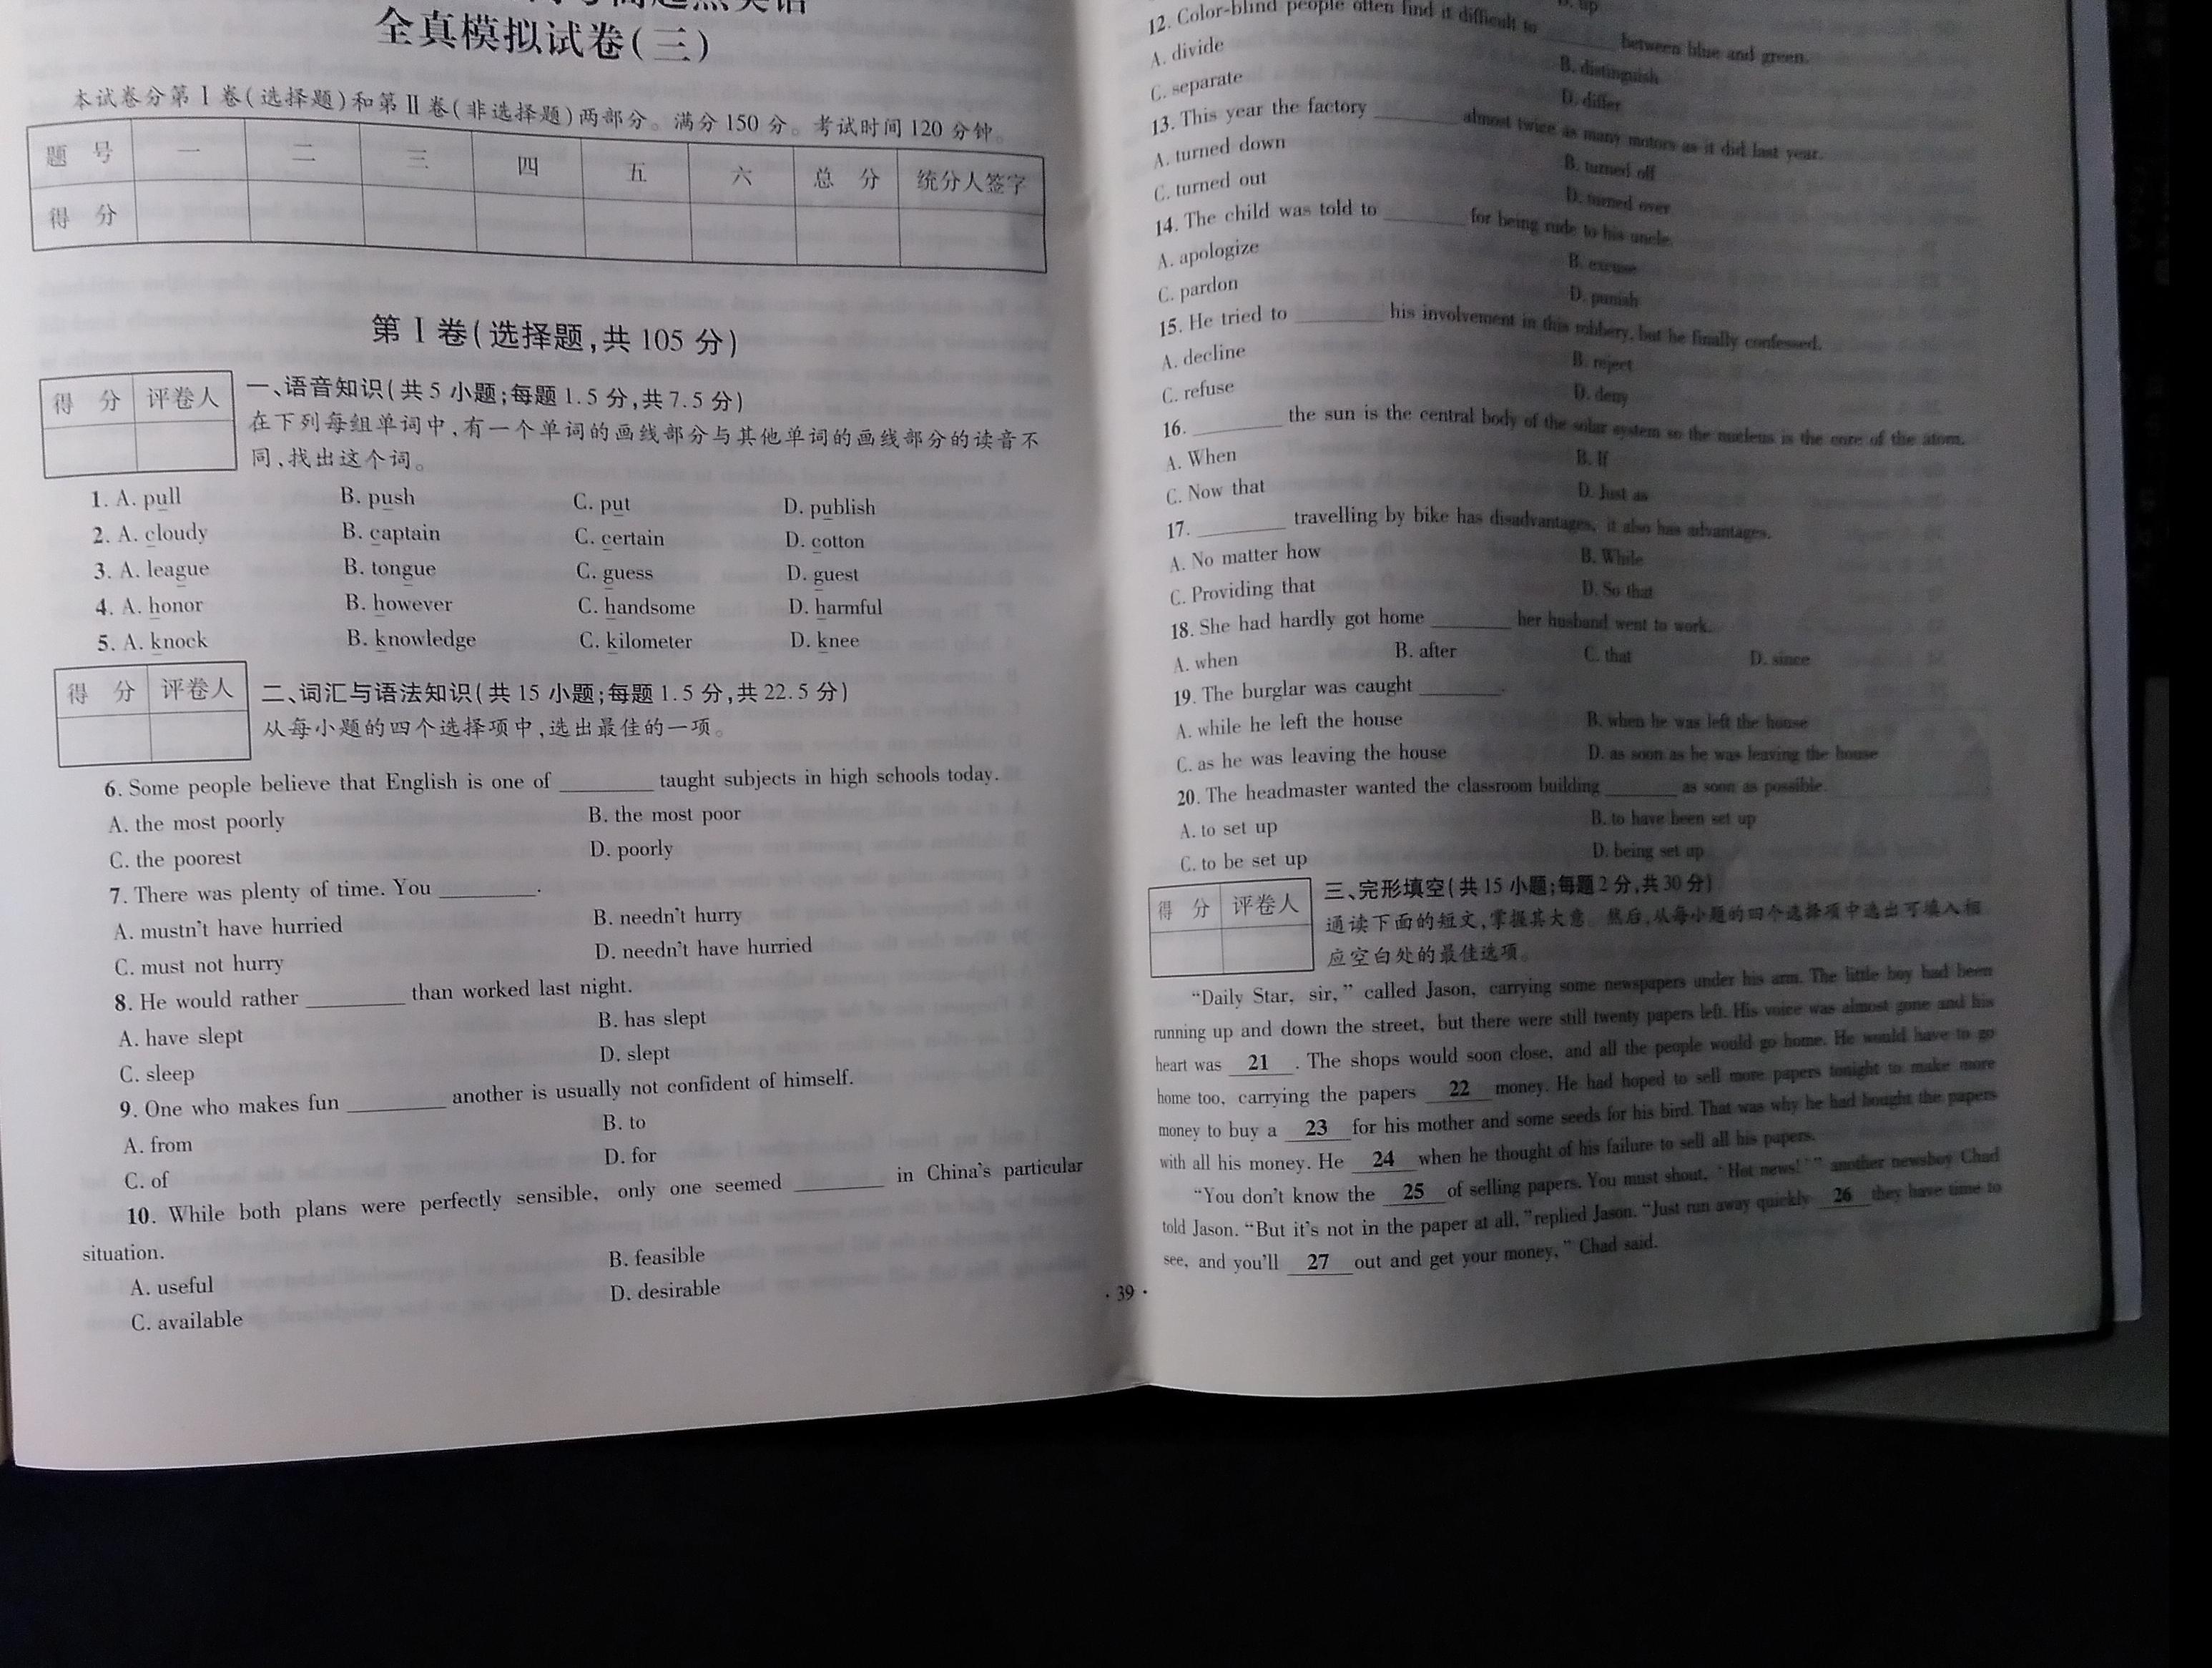 全真模拟试卷(三)
本试卷分第Ⅰ卷(选择题)和第Ⅱ卷(非选择题)两部分。满分150分。考试时间120分钟。
题 号 一 二 三 四 五 六 总 分 统分人签字
得 分
第Ⅰ卷(选择题,共105分)
得 分 评卷人
一、语音知识(共5小题;每题1.5分,共7.5分)
在下列每组单词中,有一个单词的画线部分与其他单词的画线部分的读音不
同,找出这个词。
1. A. pull B. push C. put D. publish
2. A. cloudy B. captain C. certain D. cotton
3. A. league B. tongue C. guess D. guest
4. A. honor B. however C. handsome D. harmful
5. A. knock B. knowledge C. kilometer D. knee
得 分 评卷人
二、词汇与语法知识(共15小题;每题1.5分,共22.5分)
从每小题的四个选择项中,选出最佳的一项。
6. Some people believe that English is one of ________ taught subjects in high schools today.
A. the most poorly B. the most poor
C. the poorest D. poorly
7. There was plenty of time. You ________.
A. mustn't have hurried B. needn't hurry
C. must not hurry D. needn't have hurried
8. He would rather ________ than worked last night.
A. have slept B. has slept
C. sleep D. slept
9. One who makes fun ________ another is usually not confident of himself.
A. from B. to
C. of D. for
10. While both plans were perfectly sensible, only one seemed ________ in China's particular
situation.
A. useful B. feasible
C. available D. desirable
D. up
12. Color-blind people often find it difficult to ________ between blue and green.
A. divide B. distinguish
C. separate D. differ
13. This year the factory ________ almost twice as many motors as it did last year.
A. turned down B. turned off
C. turned out D. turned over
14. The child was told to ________ for being rude to his uncle.
A. apologize B. excuse
C. pardon D. punish
15. He tried to ________ his involvement in this robbery, but he finally confessed.
A. decline B. reject
C. refuse D. deny
16. ________ the sun is the central body of the solar system so the nucleus is the core of the atom.
A. When B. If
C. Now that D. Just as
17. ________ travelling by bike has disadvantages, it also has advantages.
A. No matter how B. While
C. Providing that D. So that
18. She had hardly got home ________ her husband went to work.
A. when B. after C. that D. since
19. The burglar was caught ________.
A. while he left the house B. when he was left the house
C. as he was leaving the house D. as soon as he was leaving the house
20. The headmaster wanted the classroom building ________ as soon as possible.
A. to set up B. to have been set up
C. to be set up D. being set up
得 分 评卷人
三、完形填空(共15小题;每题2分,共30分)
通读下面的短文,掌握其大意。然后,从每小题的四个选择项中选出可填入相
应空白处的最佳选项。
"Daily Star, sir," called Jason, carrying some newspapers under his arm. The little boy had been
running up and down the street, but there were still twenty papers left. His voice was almost gone and his
heart was 21 . The shops would soon close, and all the people would go home. He would have to go
home too, carrying the papers 22 money. He had hoped to sell more papers tonight to make more
money to buy a 23 for his mother and some seeds for his bird. That was why he had bought the papers
with all his money. He 24 when he thought of his failure to sell all his papers.
"You don't know the 25 of selling papers. You must shout, 'Hot news!'" another newsboy Chad
told Jason. "But it's not in the paper at all," replied Jason. "Just run away quickly 26 they have time to
see, and you'll 27 out and get your money," Chad said.
· 39 ·